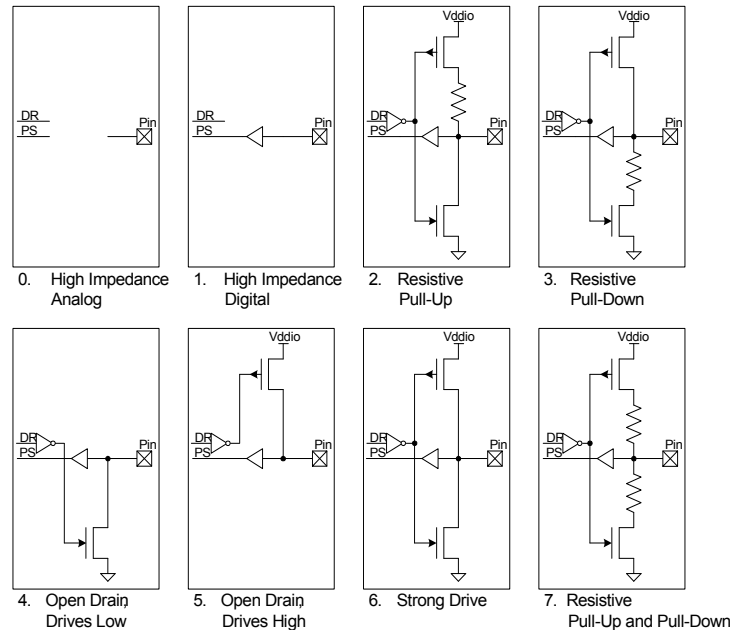 Vddio
Vddio
DR
PS
Pin
DR
PS
Pin
DR
PS
Pin
DR
PS
Pin
0. High Impedance
Analog
1. High Impedance
Digital
2. Resistive
Pull-Up
3. Resistive
Pull-Down
Vddio
Vddio
Vddio
DR
PS
Pin
DR
PS
Pin
DR
PS
Pin
DR
PS
Pin
4. Open Drain,
Drives Low
5. Open Drain,
Drives High
6. Strong Drive
7. Resistive
Pull-Up and Pull-Down